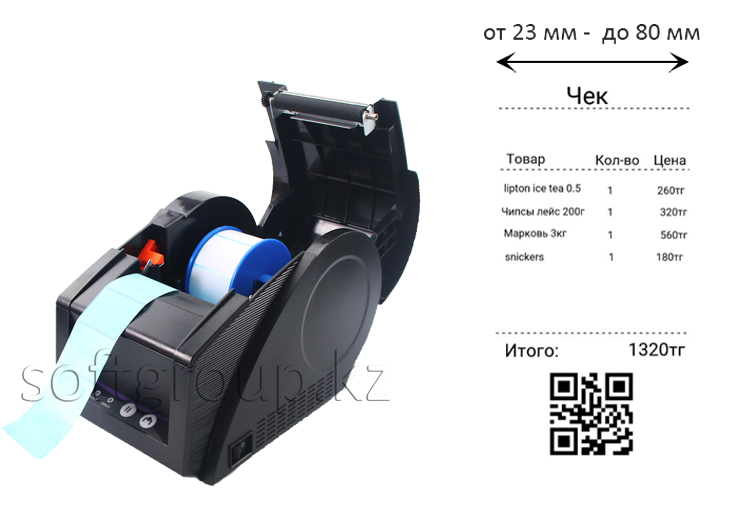 от 23 мм - до 80 мм
Чек
Товар Кол-во Цена
lipton ice tea 0.5 1 260тг
Чипсы лейс 200г 1 320тг
Марковь 3кг 1 560тг
snickers 1 180тг
Итого: 1320тг
softgroup.kz